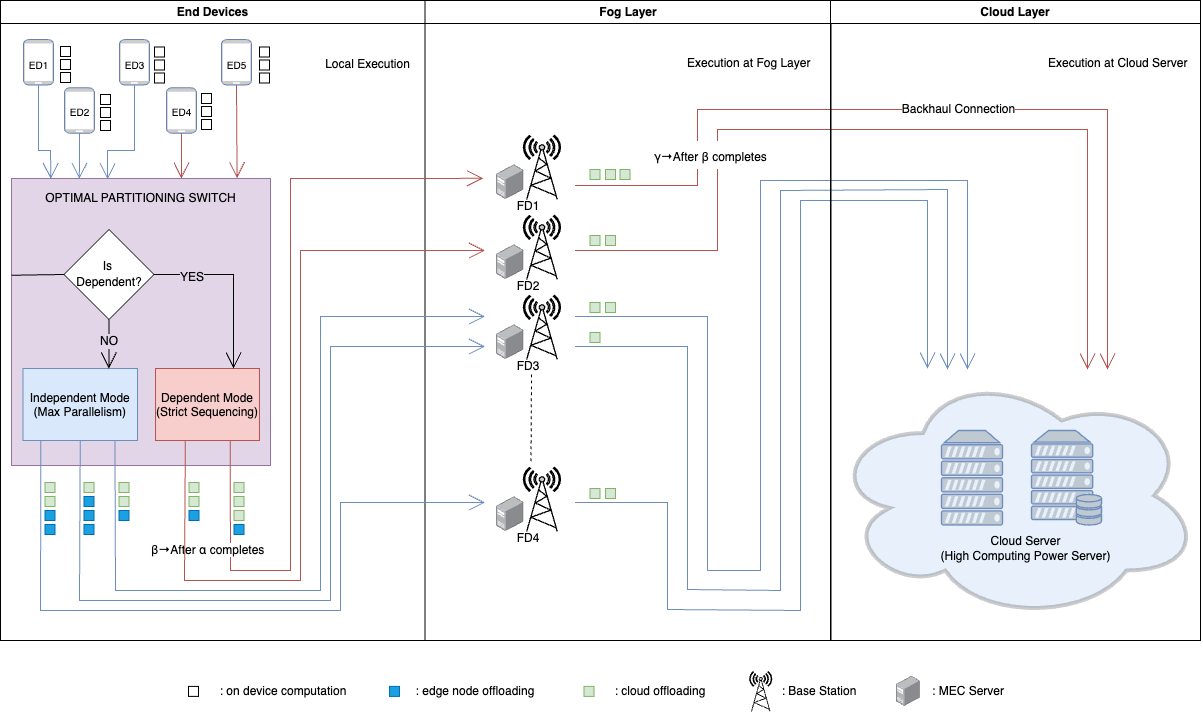 End Devices
Fog Layer
Cloud Layer
ED1
ED3
ED5
Local Execution
Execution at Fog Layer
Execution at Cloud Server
ED2
ED4
Backhaul Connection
γ→After β completes
OPTIMAL PARTITIONING SWITCH
FD1
Is
Dependent?
YES
FD2
NO
FD3
Independent Mode
(Max Parallelism)
Dependent Mode
(Strict Sequencing)
β→After α completes
FD4
Cloud Server
(High Computing Power Server)
: on device computation
: edge node offloading
: cloud offloading
: Base Station
: MEC Server